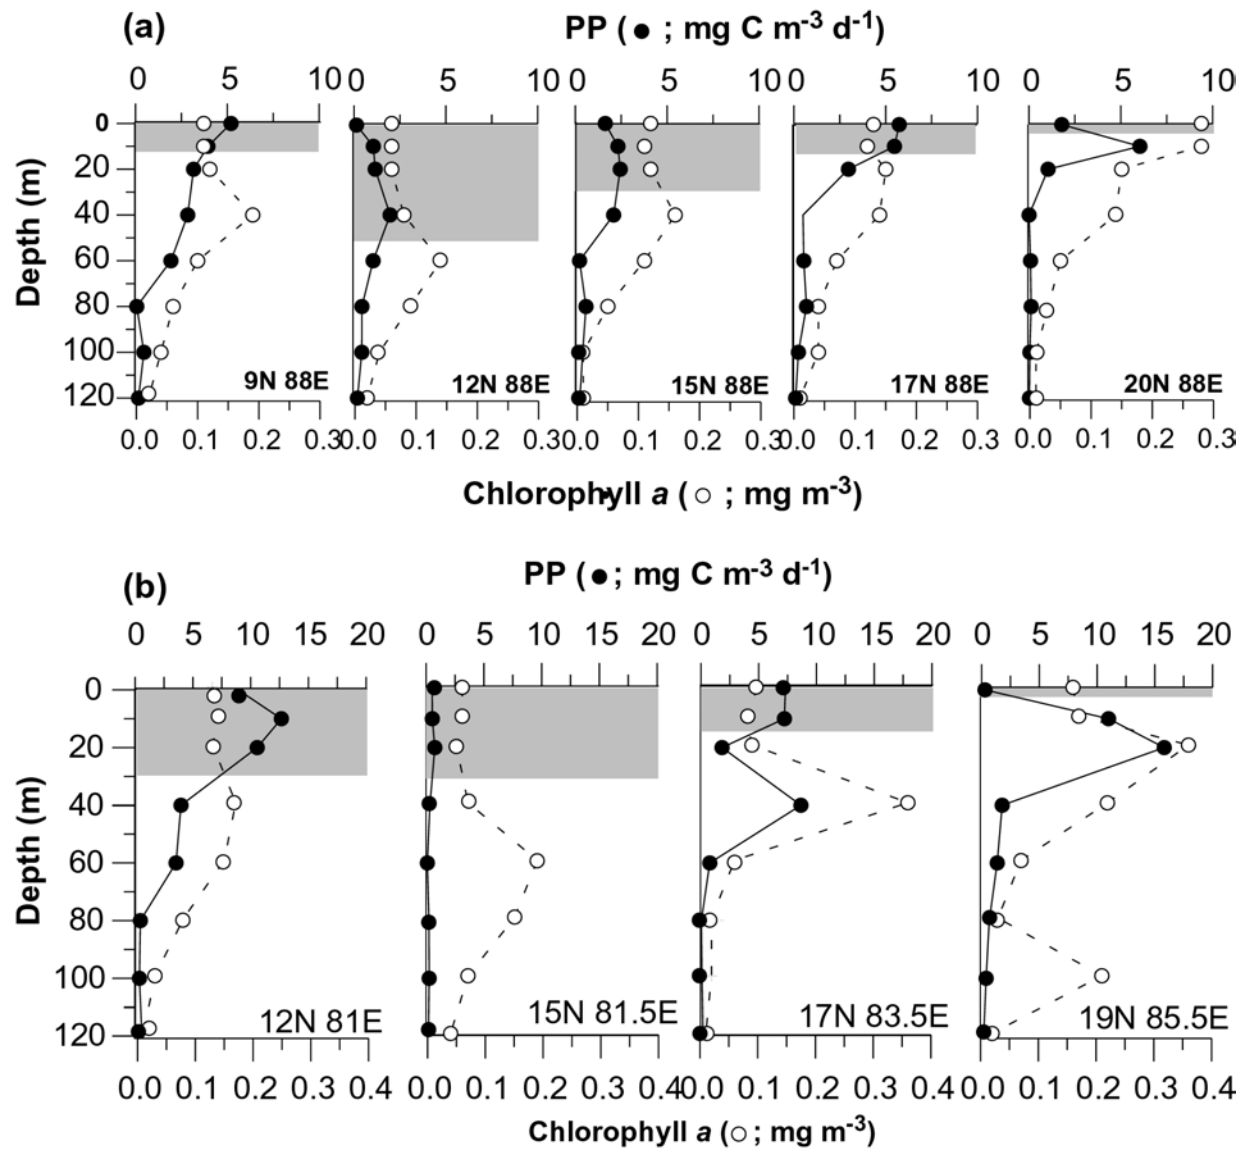 (a)
PP ( ● ; mg C m-3 d-1)
0 5 10 0 5 10 0 5 10 0 5 10 0 5 10
0
20
40
60
80
100
120
Depth (m)
9N 88E 12N 88E 15N 88E 17N 88E 20N 88E
0.0 0.1 0.2 0.3 0.0 0.1 0.2 0.3 0.0 0.1 0.2 0.3 0.0 0.1 0.2 0.3 0.0 0.1 0.2 0.3
Chlorophyll a ( ○ ; mg m-3)
(b)
PP ( ●; mg C m-3 d-1)
0 5 10 15 20 0 5 10 15 20 0 5 10 15 20 0 5 10 15 20
0
20
40
60
80
100
120
Depth (m)
12N 81E 15N 81.5E 17N 83.5E 19N 85.5E
0.0 0.1 0.2 0.3 0.4 0.0 0.1 0.2 0.3 0.4 0.0 0.1 0.2 0.3 0.4 0.0 0.1 0.2 0.3 0.4
Chlorophyll a (○ ; mg m-3)